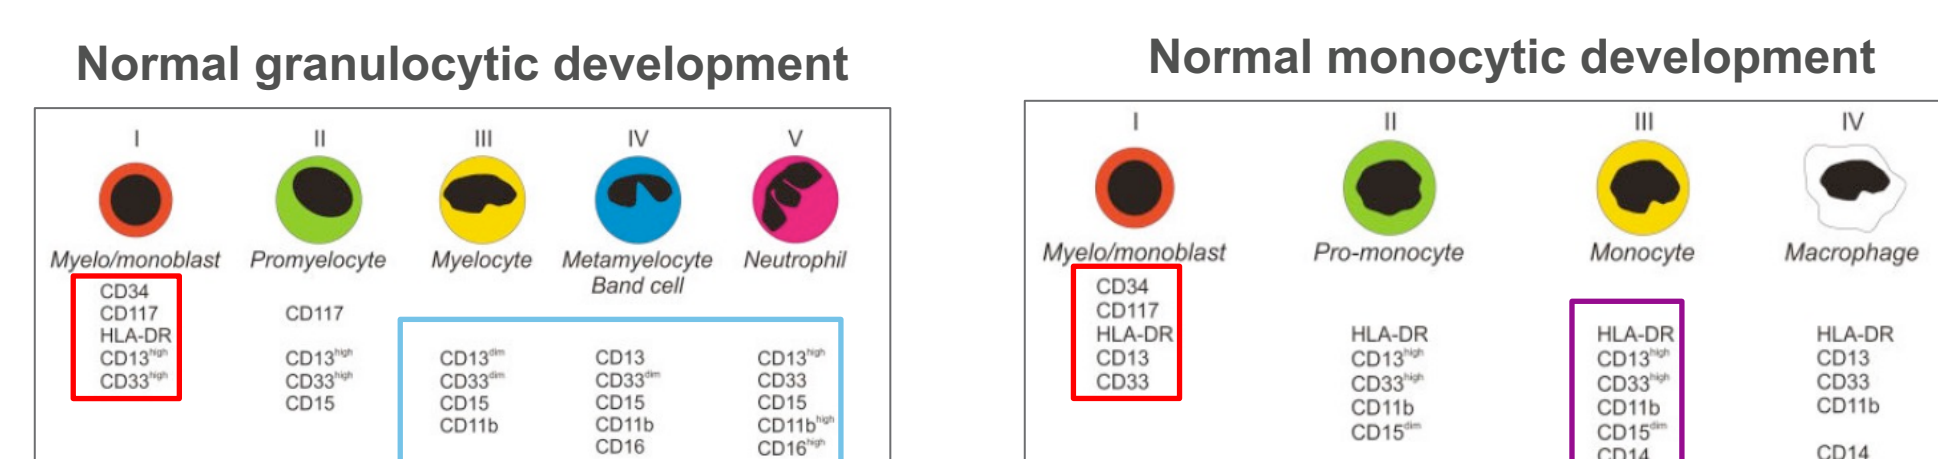 Normal granulocytic development
I II III IV V
Myelo/monoblast Promyelocyte Myelocyte Metamyelocyte Neutrophil
Band cell
CD34
CD117 CD117
HLA-DR
CD13high CD13high CD13dim CD13 CD13high
CD33high CD33high CD33dim CD33dim CD33
CD15 CD15 CD15 CD15
CD11b CD11b CD11bhigh
CD16 CD16high
Normal monocytic development
I II III IV
Myelo/monoblast Pro-monocyte Monocyte Macrophage
CD34
CD117
HLA-DR HLA-DR HLA-DR HLA-DR
CD13 CD13high CD13high CD13
CD33 CD33high CD33high CD33
CD11b CD11b CD11b
CD15dim CD15dim
CD14 CD14